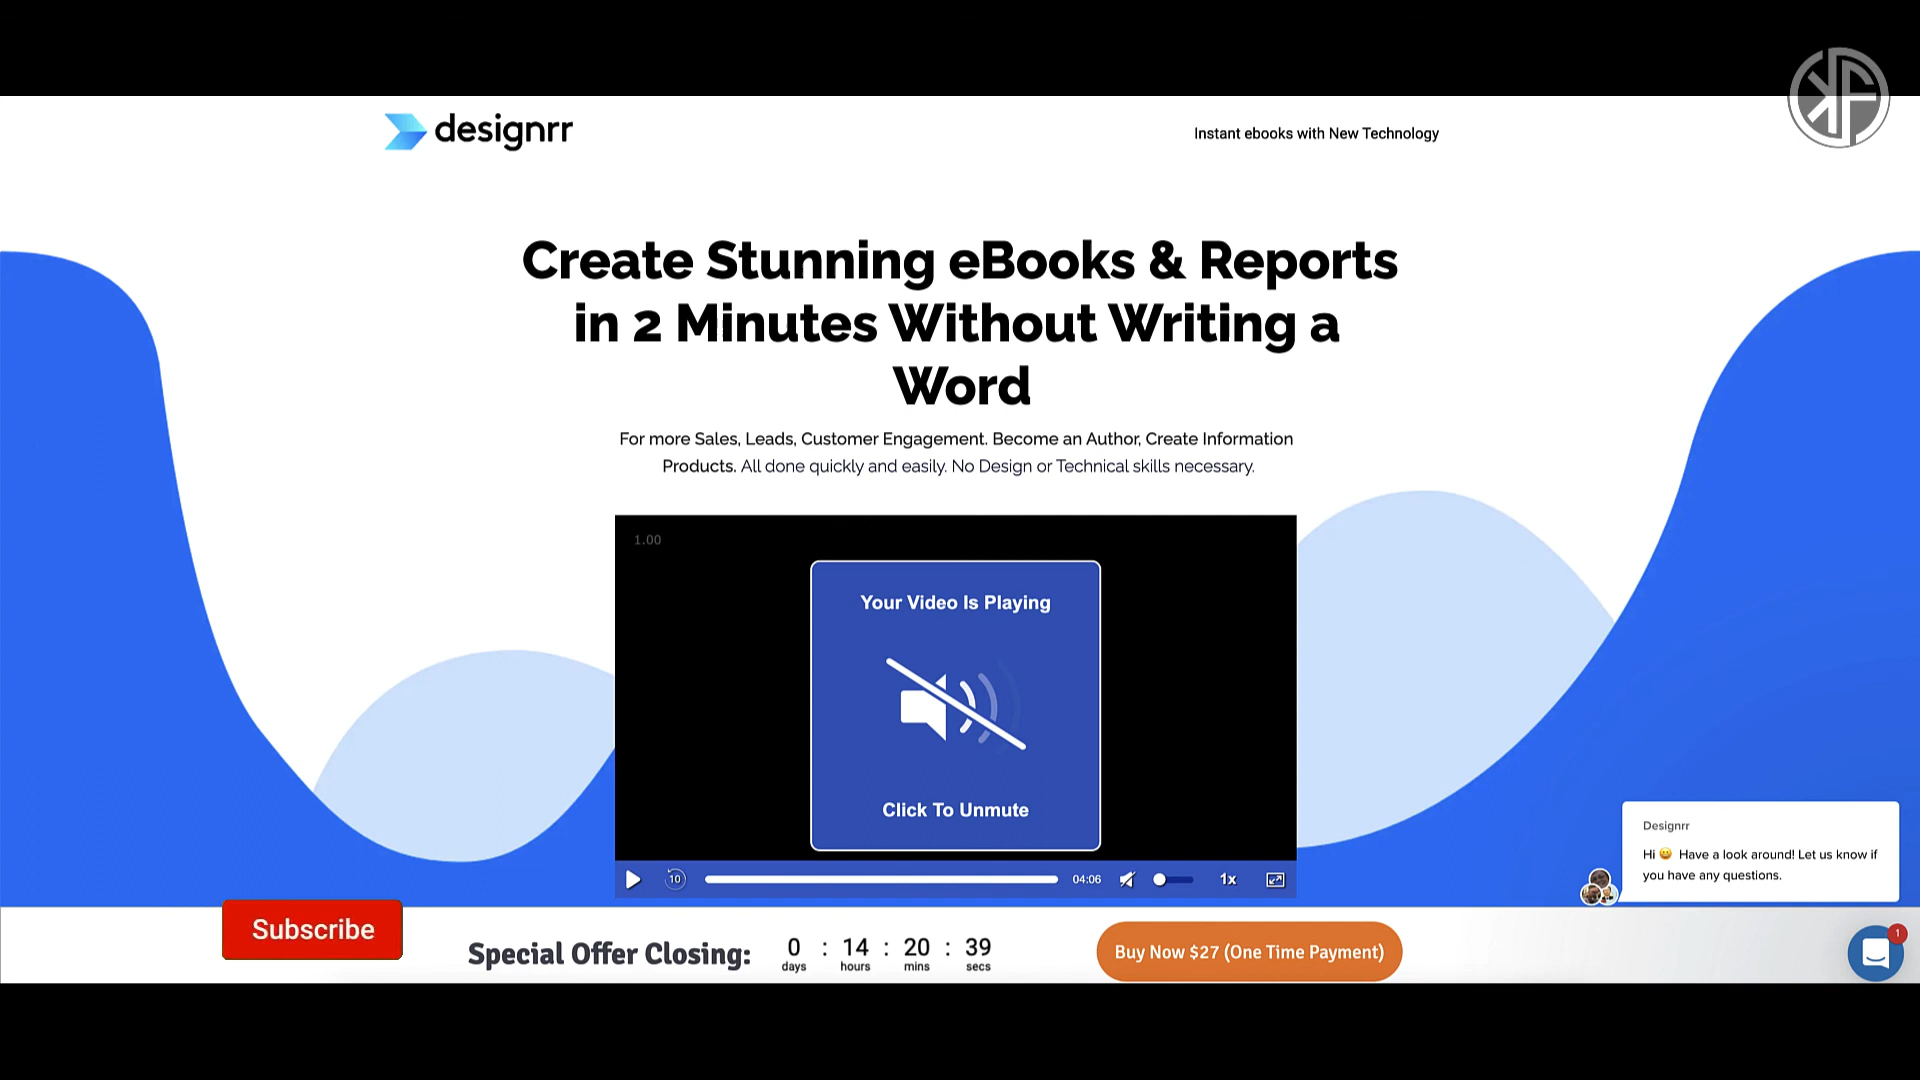 designrr
Instant ebooks with New Technology
KF
Create Stunning eBooks & Reports
in 2 Minutes Without Writing a
Word
For more Sales, Leads, Customer Engagement. Become an Author, Create Information
Products. All done quickly and easily. No Design or Technical skills necessary.
1.00
Your Video Is Playing
Click To Unmute
10
04:06
1x
Designrr
Hi 😀 Have a look around! Let us know if
you have any questions.
Subscribe
Special Offer Closing:
0 : 14 : 20 : 39
days hours mins secs
Buy Now $27 (One Time Payment)
1